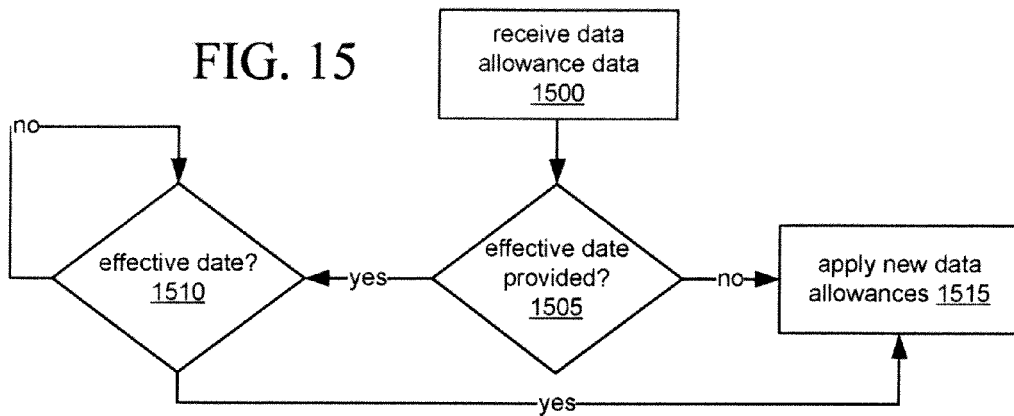 FIG. 15
receive data
allowance data
1500
no
effective date?
1510
yes
effective date
provided?
1505
no
apply new data
allowances 1515
yes